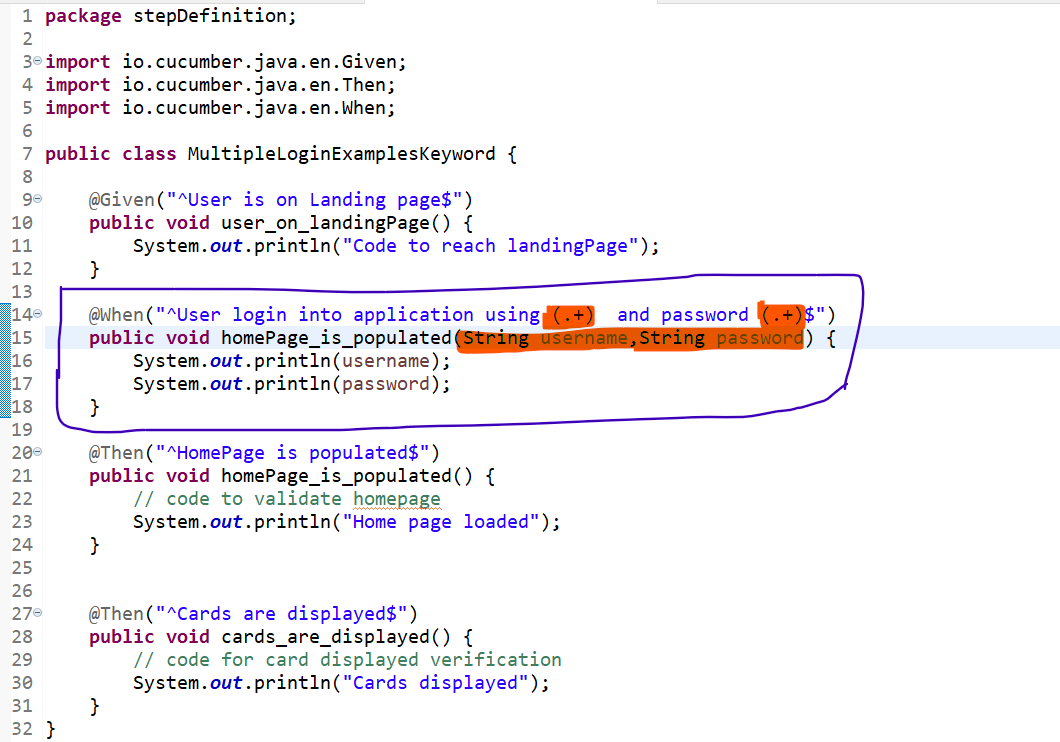 1 package stepDefinition;
2
3 import io.cucumber.java.en.Given;
4 import io.cucumber.java.en.Then;
5 import io.cucumber.java.en.When;
6
7 public class MultipleLoginExamplesKeyword {
8
9     @Given("^User is on Landing page$")
10     public void user_on_landingPage() {
11         System.out.println("Code to reach landingPage");
12     }
13
14     @When("^User login into application using (.+)  and password (.+)$")
15     public void homePage_is_populated(String username,String password) {
16         System.out.println(username);
17         System.out.println(password);
18     }
19
20     @Then("^HomePage is populated$")
21     public void homePage_is_populated() {
22         // code to validate homepage
23         System.out.println("Home page loaded");
24     }
25
26
27     @Then("^Cards are displayed$")
28     public void cards_are_displayed() {
29         // code for card displayed verification
30         System.out.println("Cards displayed");
31     }
32 }